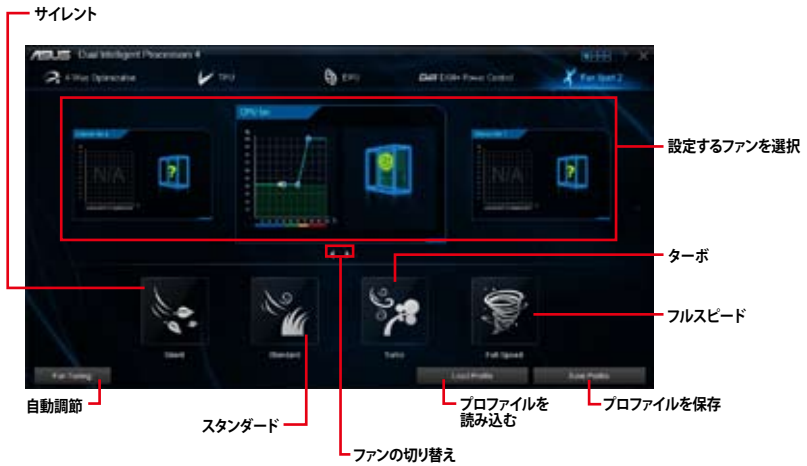 サイレント
ASUS Dual Intelligent Processors 4
4-Way Optimization
TPU
EPU
DIGI+ Power Control
Fan Xpert 2
CPU fan
N/A
?
N/A
?
設定するファンを選択
ターボ
フルスピード
Silent
Standard
Turbo
Full Speed
Fan Tuning
Load Profile
Save Profile
自動調節
スタンダード
プロファイルを
読み込む
プロファイルを保存
ファンの切り替え